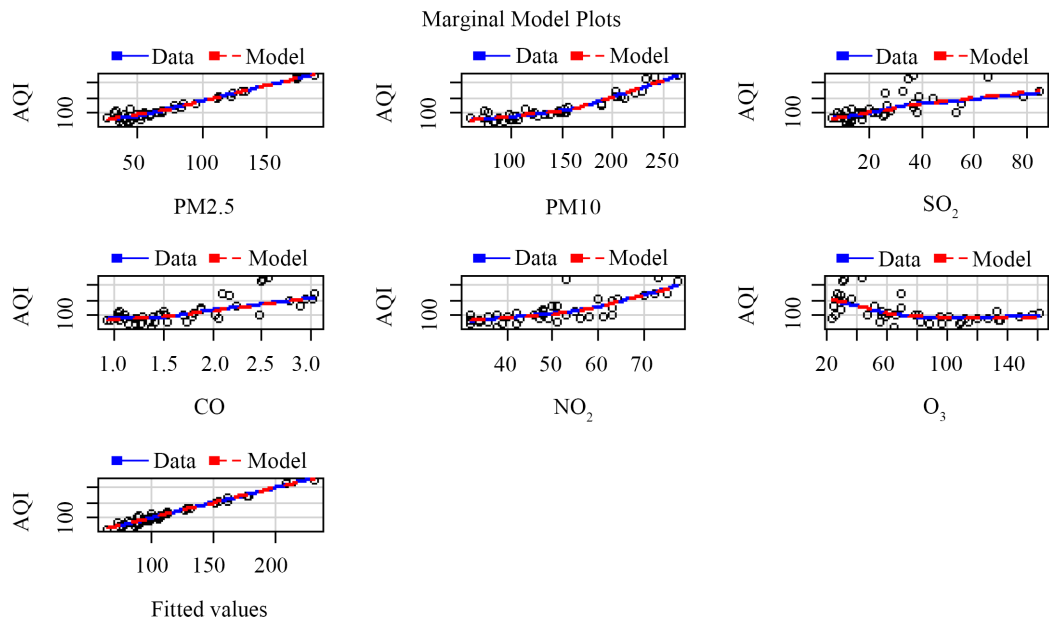 Marginal Model Plots
Data Model Data Model Data Model
AQI 100 AQI 100 AQI 100
50 100 150 100 150 200 250 20 40 60 80
PM2.5 PM10 SO₂
Data Model Data Model Data Model
AQI 100 AQI 100 AQI 100
1.0 1.5 2.0 2.5 3.0 40 50 60 70 20 60 100 140
CO NO₂ O₃
Data Model
AQI 100
100 150 200
Fitted values